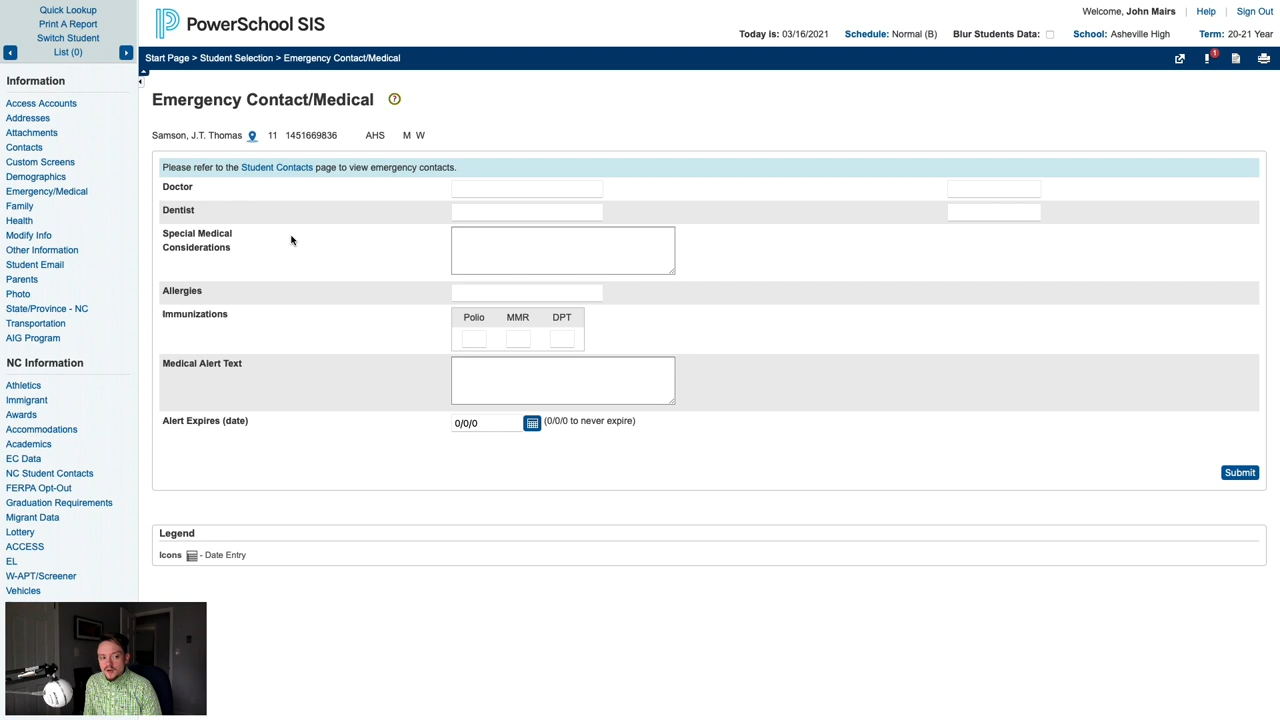 Quick Lookup
Print A Report
Switch Student
List (0)
Information
Access Accounts
Addresses
Attachments
Contacts
Custom Screens
Demographics
Emergency/Medical
Family
Health
Modify Info
Other Information
Student Email
Parents
Photo
State/Province - NC
Transportation
AIG Program
NC Information
Athletics
Immigrant
Awards
Accommodations
Academics
EC Data
NC Student Contacts
FERPA Opt-Out
Graduation Requirements
Migrant Data
Lottery
ACCESS
EL
W-APT/Screener
Vehicles
PowerSchool SIS
Welcome, John Mairs | Help | Sign Out
Today is: 03/16/2021 Schedule: Normal (B) Blur Students Data: School: Asheville High Term: 20-21 Year
Start Page > Student Selection > Emergency Contact/Medical
1
Emergency Contact/Medical ?
Samson, J.T. Thomas 11 1451669836 AHS M W
Please refer to the Student Contacts page to view emergency contacts.
Doctor
Dentist
Special Medical
Considerations
Allergies
Immunizations
Polio MMR DPT
Medical Alert Text
Alert Expires (date) 0/0/0 (0/0/0 to never expire)
Submit
Legend
Icons - Date Entry